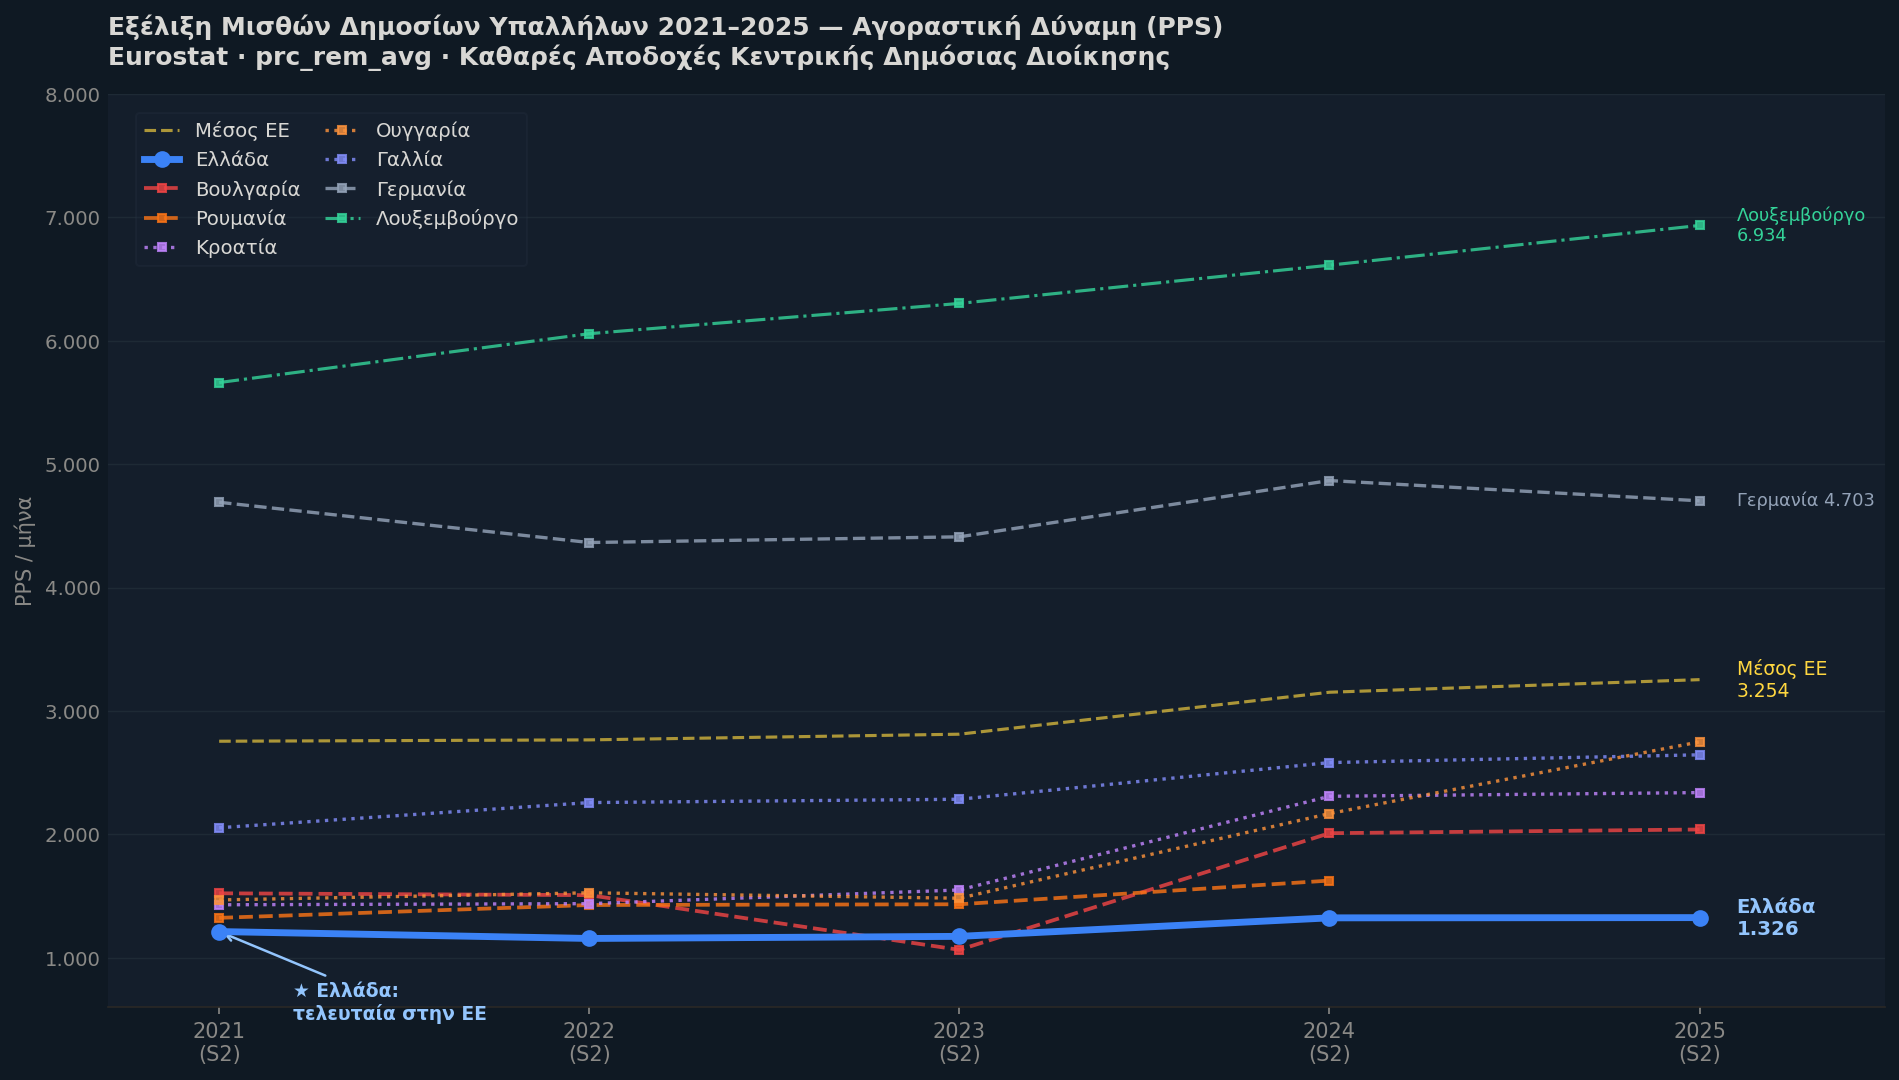 Εξέλιξη Μισθών Δημοσίων Υπαλλήλων 2021–2025 — Αγοραστική Δύναμη (PPS)
Eurostat · prc_rem_avg · Καθαρές Αποδοχές Κεντρικής Δημόσιας Διοίκησης
8.000
7.000
6.000
5.000
4.000
3.000
2.000
1.000
PPS / μήνα
Μέσος ΕΕ
Ελλάδα
Βουλγαρία
Ρουμανία
Κροατία
Ουγγαρία
Γαλλία
Γερμανία
Λουξεμβούργο
Λουξεμβούργο
6.934
Γερμανία 4.703
Μέσος ΕΕ
3.254
Ελλάδα
1.326
★ Ελλάδα:
τελευταία στην ΕΕ
2021
(S2)
2022
(S2)
2023
(S2)
2024
(S2)
2025
(S2)